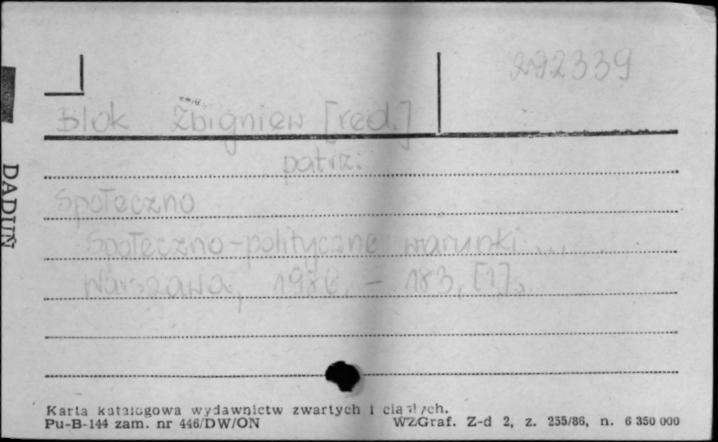 292339
Blok Zbigniew [red.]
patrz:
Społeczno
Społeczno-polityczne warunki ...
Warszawa, 1986. - 183, [1] s.
DADUŃ
Karta katalogowa wydawnictw zwartych i ciągłych.
Pu-B-144 zam. nr 446/DW/ON
WZGraf. Z-d 2, z. 255/86, n. 6 350 000